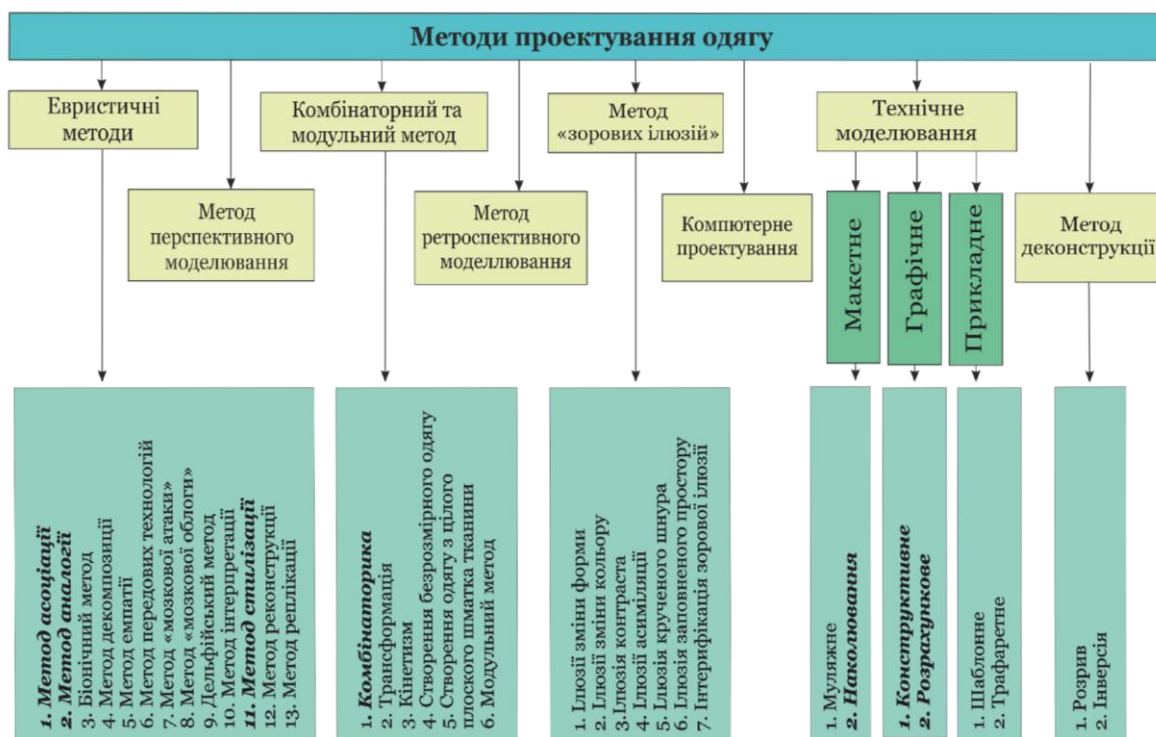 Методи проектування одягу
Евристичні
методи
Комбінаторний та
модульний метод
Метод
«зорових ілюзій»
Технічне
моделювання
Метод
перспективного
моделювання
Метод
ретроспективного
моделлювання
Компютерне
проектування
Макетне
Графічне
Прикладне
Метод
деконструкції
1. Метод асоціації
2. Метод аналогії
3. Біонічний метод
4. Метод декомпозиції
5. Метод емпатії
6. Метод передових технологій
7. Метод «мозкової атаки»
8. Метод «мозкової облоги»
9. Дельфійський метод
10. Метод інтерпретації
11. Метод стилізації
12. Метод реконструкції
13. Метод реплікації
1. Комбінаторика
2. Трансформація
3. Кінетизм
4. Створення безрозмірного одягу
5. Створення одягу з цілого
плоского шматка тканини
6. Модульний метод
1. Ілюзії зміни форми
2. Ілюзії зміни кольору
3.Ілюзія контраста
4. Ілюзії асиміляції
5. Ілюзія крученого шнура
6. Ілюзія заповненого простору
7. Інтерифікація зорової ілюзії
1. Муляжне
2. Наколювання
1. Конструктивне
2. Розрахункове
1. Шаблонне
2. Трафаретне
1. Розрив
2. Інверсія